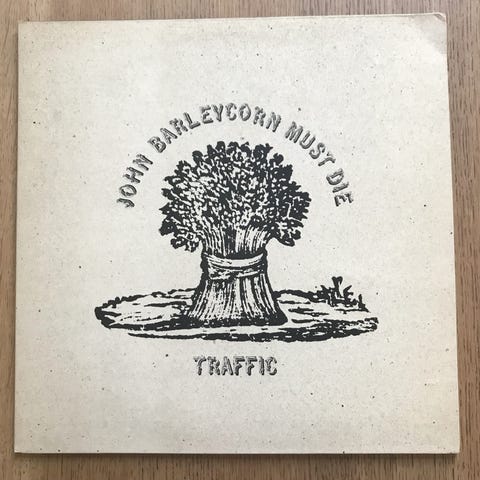 JOHN BARLEYCORN MUST DIE
TRAFFIC